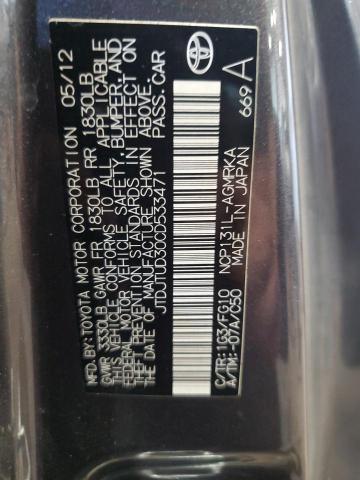 MFD. BY: TOYOTA MOTOR CORPORATION 05/12
GVWR 3330LB GAWR FR 1830LB RR 1830LB
THIS VEHICLE CONFORMS TO ALL APPLICABLE
FEDERAL MOTOR VEHICLE SAFETY, BUMPER, AND
THEFT PREVENTION STANDARDS IN EFFECT ON
THE DATE OF MANUFACTURE SHOWN ABOVE.
JTDJTUD30CD533471 PASS.CAR
C/TR: 1G3/FG10 NCP131L-AGMRKA A
A/TM: -07A/C50 MADE IN JAPAN 669